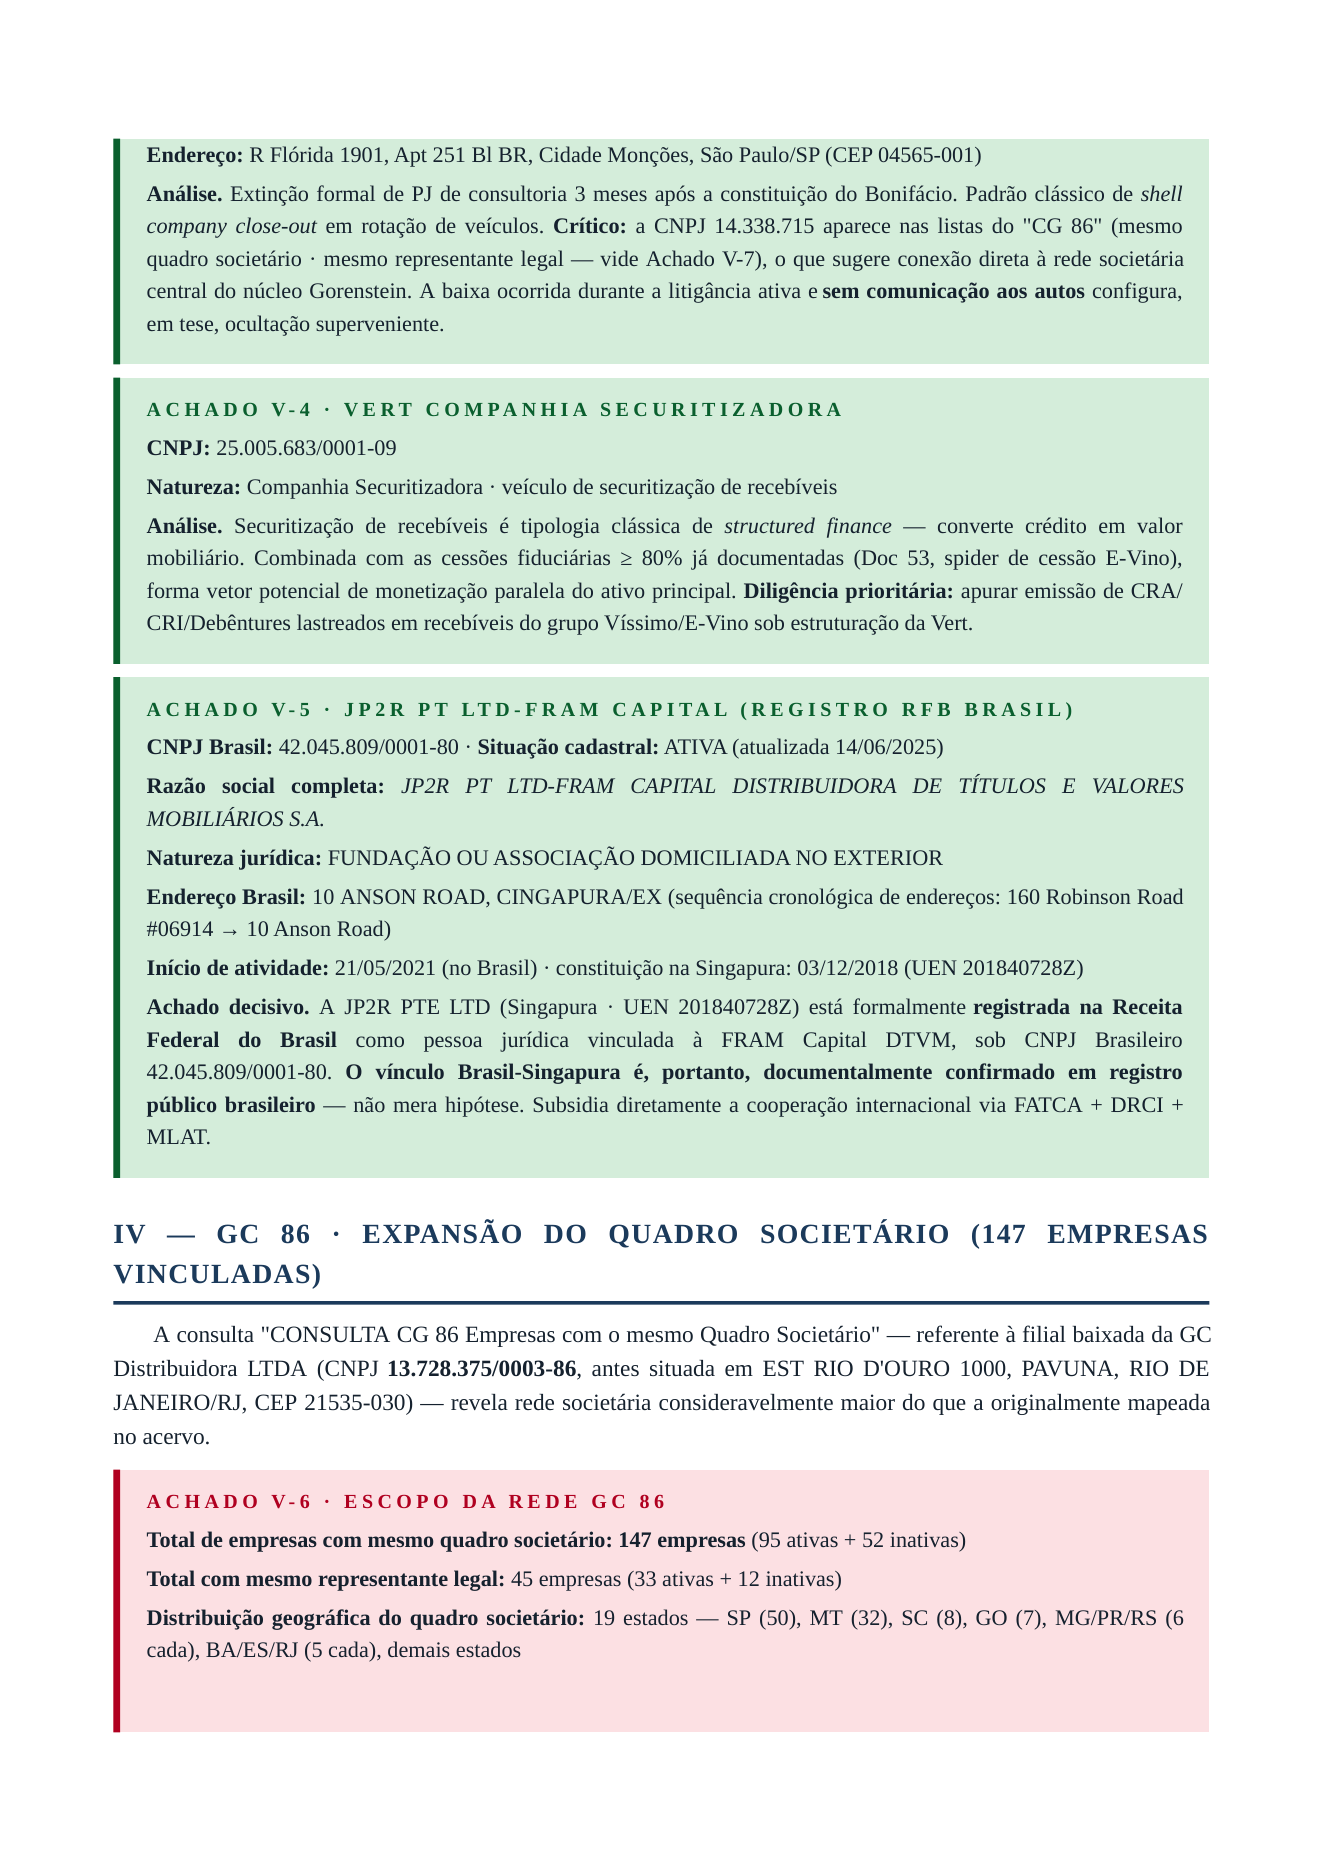 Endereço: R Flórida 1901, Apt 251 Bl BR, Cidade Monções, São Paulo/SP (CEP 04565-001)
Análise. Extinção formal de PJ de consultoria 3 meses após a constituição do Bonifácio. Padrão clássico de shell
company close-out em rotação de veículos. Crítico: a CNPJ 14.338.715 aparece nas listas do "CG 86" (mesmo
quadro societário · mesmo representante legal — vide Achado V-7), o que sugere conexão direta à rede societária
central do núcleo Gorenstein. A baixa ocorrida durante a litigância ativa e sem comunicação aos autos configura,
em tese, ocultação superveniente.
ACHADO V-4 · VERT COMPANHIA SECURITIZADORA
CNPJ: 25.005.683/0001-09
Natureza: Companhia Securitizadora · veículo de securitização de recebíveis
Análise. Securitização de recebíveis é tipologia clássica de structured finance — converte crédito em valor
mobiliário. Combinada com as cessões fiduciárias ≥ 80% já documentadas (Doc 53, spider de cessão E-Vino),
forma vetor potencial de monetização paralela do ativo principal. Diligência prioritária: apurar emissão de CRA/
CRI/Debêntures lastreados em recebíveis do grupo Víssimo/E-Vino sob estruturação da Vert.
ACHADO V-5 · JP2R PT LTD-FRAM CAPITAL (REGISTRO RFB BRASIL)
CNPJ Brasil: 42.045.809/0001-80 · Situação cadastral: ATIVA (atualizada 14/06/2025)
Razão social completa: JP2R PT LTD-FRAM CAPITAL DISTRIBUIDORA DE TÍTULOS E VALORES
MOBILIÁRIOS S.A.
Natureza jurídica: FUNDAÇÃO OU ASSOCIAÇÃO DOMICILIADA NO EXTERIOR
Endereço Brasil: 10 ANSON ROAD, CINGAPURA/EX (sequência cronológica de endereços: 160 Robinson Road
#06914 → 10 Anson Road)
Início de atividade: 21/05/2021 (no Brasil) · constituição na Singapura: 03/12/2018 (UEN 201840728Z)
Achado decisivo. A JP2R PTE LTD (Singapura · UEN 201840728Z) está formalmente registrada na Receita
Federal do Brasil como pessoa jurídica vinculada à FRAM Capital DTVM, sob CNPJ Brasileiro
42.045.809/0001-80. O vínculo Brasil-Singapura é, portanto, documentalmente confirmado em registro
público brasileiro — não mera hipótese. Subsidia diretamente a cooperação internacional via FATCA + DRCI +
MLAT.
IV — GC 86 · EXPANSÃO DO QUADRO SOCIETÁRIO (147 EMPRESAS
VINCULADAS)
A consulta "CONSULTA CG 86 Empresas com o mesmo Quadro Societário" — referente à filial baixada da GC
Distribuidora LTDA (CNPJ 13.728.375/0003-86, antes situada em EST RIO D'OURO 1000, PAVUNA, RIO DE
JANEIRO/RJ, CEP 21535-030) — revela rede societária consideravelmente maior do que a originalmente mapeada
no acervo.
ACHADO V-6 · ESCOPO DA REDE GC 86
Total de empresas com mesmo quadro societário: 147 empresas (95 ativas + 52 inativas)
Total com mesmo representante legal: 45 empresas (33 ativas + 12 inativas)
Distribuição geográfica do quadro societário: 19 estados — SP (50), MT (32), SC (8), GO (7), MG/PR/RS (6
cada), BA/ES/RJ (5 cada), demais estados